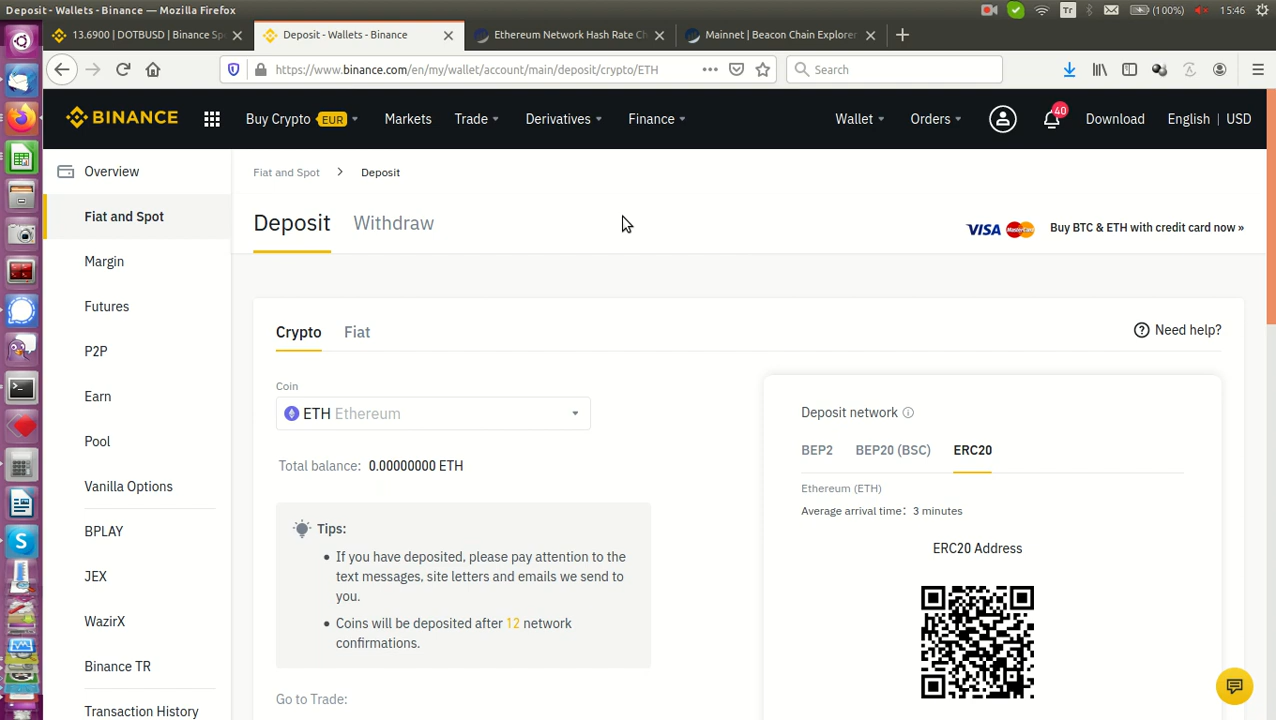 Deposit - Wallets - Binance — Mozilla Firefox
Tr
(100%)
15:46
13.6900 | DOTBUSD | Binance Sp
Deposit - Wallets - Binance
Ethereum Network Hash Rate Ch
Mainnet | Beacon Chain Explorer
https://www.binance.com/en/my/wallet/account/main/deposit/crypto/ETH
Search
BINANCE
Buy Crypto EUR
Markets
Trade
Derivatives
Finance
Wallet
Orders
40
Download
English | USD
Overview
Fiat and Spot
Margin
Futures
P2P
Earn
Pool
Vanilla Options
BPLAY
JEX
WazirX
Binance TR
Transaction History
Fiat and Spot > Deposit
Deposit
Withdraw
VISA
Buy BTC & ETH with credit card now »
Crypto
Fiat
Need help?
Coin
ETH Ethereum
Total balance: 0.00000000 ETH
Tips:
• If you have deposited, please pay attention to the
text messages, site letters and emails we send to
you.
• Coins will be deposited after 12 network
confirmations.
Go to Trade:
Deposit network
BEP2
BEP20 (BSC)
ERC20
Ethereum (ETH)
Average arrival time: 3 minutes
ERC20 Address
S